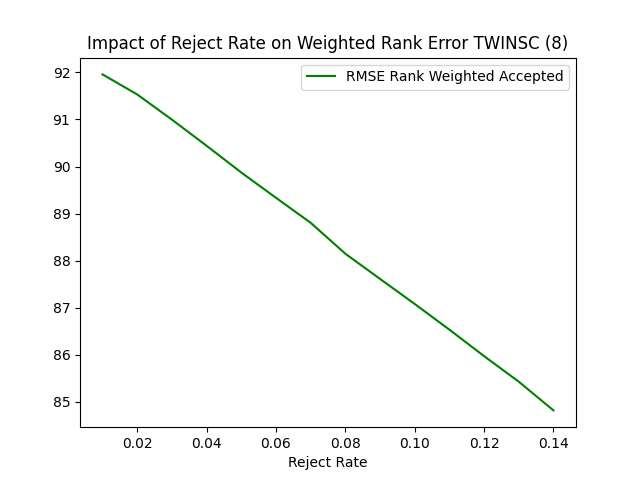 Impact of Reject Rate on Weighted Rank Error TWINSC (8)
RMSE Rank Weighted Accepted
92
91
90
89
88
87
86
85
0.02 0.04 0.06 0.08 0.10 0.12 0.14
Reject Rate